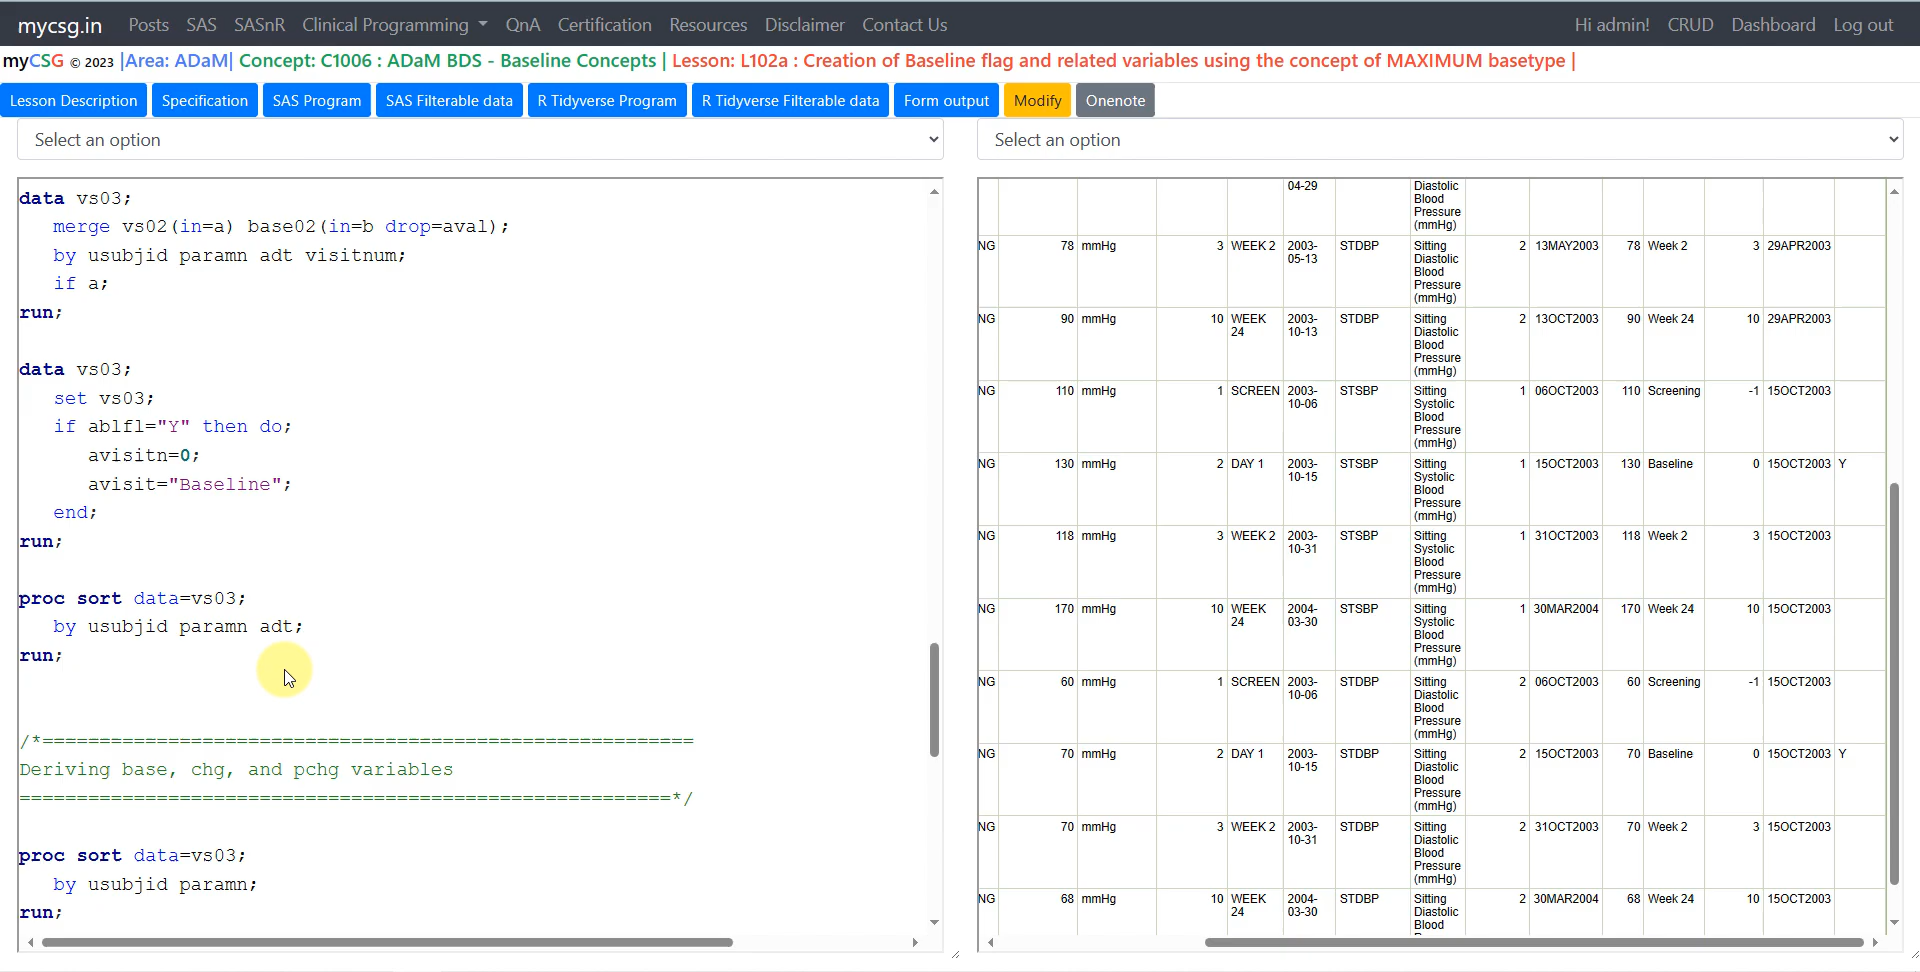 mycsg.in Posts SAS SASnR Clinical Programming QnA Certification Resources Disclaimer Contact Us Hi admin! CRUD Dashboard Log out
myCSG © 2023 |Area: ADaM| Concept: C1006 : ADaM BDS - Baseline Concepts | Lesson: L102a : Creation of Baseline flag and related variables using the concept of MAXIMUM basetype |
Lesson Description Specification SAS Program SAS Filterable data R Tidyverse Program R Tidyverse Filterable data Form output Modify Onenote
Select an option
Select an option
data vs03;
merge vs02(in=a) base02(in=b drop=aval);
by usubjid paramn adt visitnum;
if a;
run;
data vs03;
set vs03;
if ablfl="Y" then do;
avisitn=0;
avisit="Baseline";
end;
run;
proc sort data=vs03;
by usubjid paramn adt;
run;
/*=========================================================
Deriving base, chg, and pchg variables
=========================================================*/
proc sort data=vs03;
by usubjid paramn;
run;
04-29 Diastolic
Blood
Pressure
(mmHg)
NG 78 mmHg 3 WEEK 2 2003- STDBP Sitting 2 13MAY2003 78 Week 2 3 29APR2003
05-13 Diastolic
Blood
Pressure
(mmHg)
NG 90 mmHg 10 WEEK 2003- STDBP Sitting 2 13OCT2003 90 Week 24 10 29APR2003
24 10-13 Diastolic
Blood
Pressure
(mmHg)
NG 110 mmHg 1 SCREEN 2003- STSBP Sitting 1 06OCT2003 110 Screening -1 15OCT2003
10-06 Systolic
Blood
Pressure
(mmHg)
NG 130 mmHg 2 DAY 1 2003- STSBP Sitting 1 15OCT2003 130 Baseline 0 15OCT2003 Y
10-15 Systolic
Blood
Pressure
(mmHg)
NG 118 mmHg 3 WEEK 2 2003- STSBP Sitting 1 31OCT2003 118 Week 2 3 15OCT2003
10-31 Systolic
Blood
Pressure
(mmHg)
NG 170 mmHg 10 WEEK 2004- STSBP Sitting 1 30MAR2004 170 Week 24 10 15OCT2003
24 03-30 Systolic
Blood
Pressure
(mmHg)
NG 60 mmHg 1 SCREEN 2003- STDBP Sitting 2 06OCT2003 60 Screening -1 15OCT2003
10-06 Diastolic
Blood
Pressure
(mmHg)
NG 70 mmHg 2 DAY 1 2003- STDBP Sitting 2 15OCT2003 70 Baseline 0 15OCT2003 Y
10-15 Diastolic
Blood
Pressure
(mmHg)
NG 70 mmHg 3 WEEK 2 2003- STDBP Sitting 2 31OCT2003 70 Week 2 3 15OCT2003
10-31 Diastolic
Blood
Pressure
(mmHg)
NG 68 mmHg 10 WEEK 2004- STDBP Sitting 2 30MAR2004 68 Week 24 10 15OCT2003
24 03-30 Diastolic
Blood